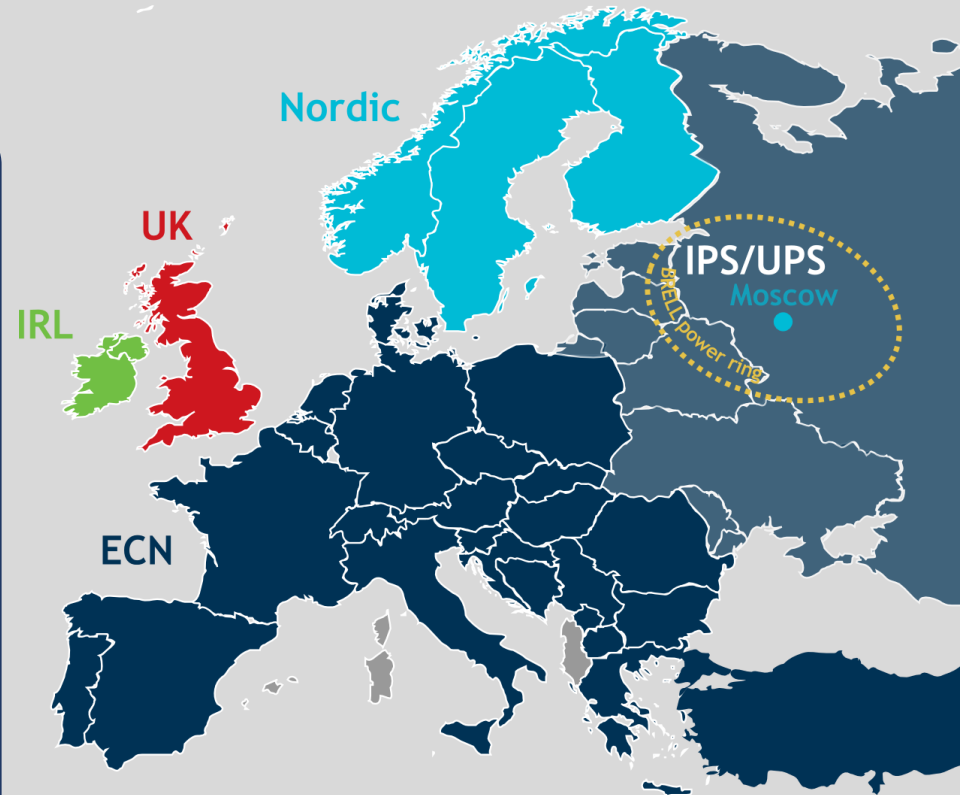 Nordic
UK
IPS/UPS
Moscow
IRL
BRELL power ring
ECN